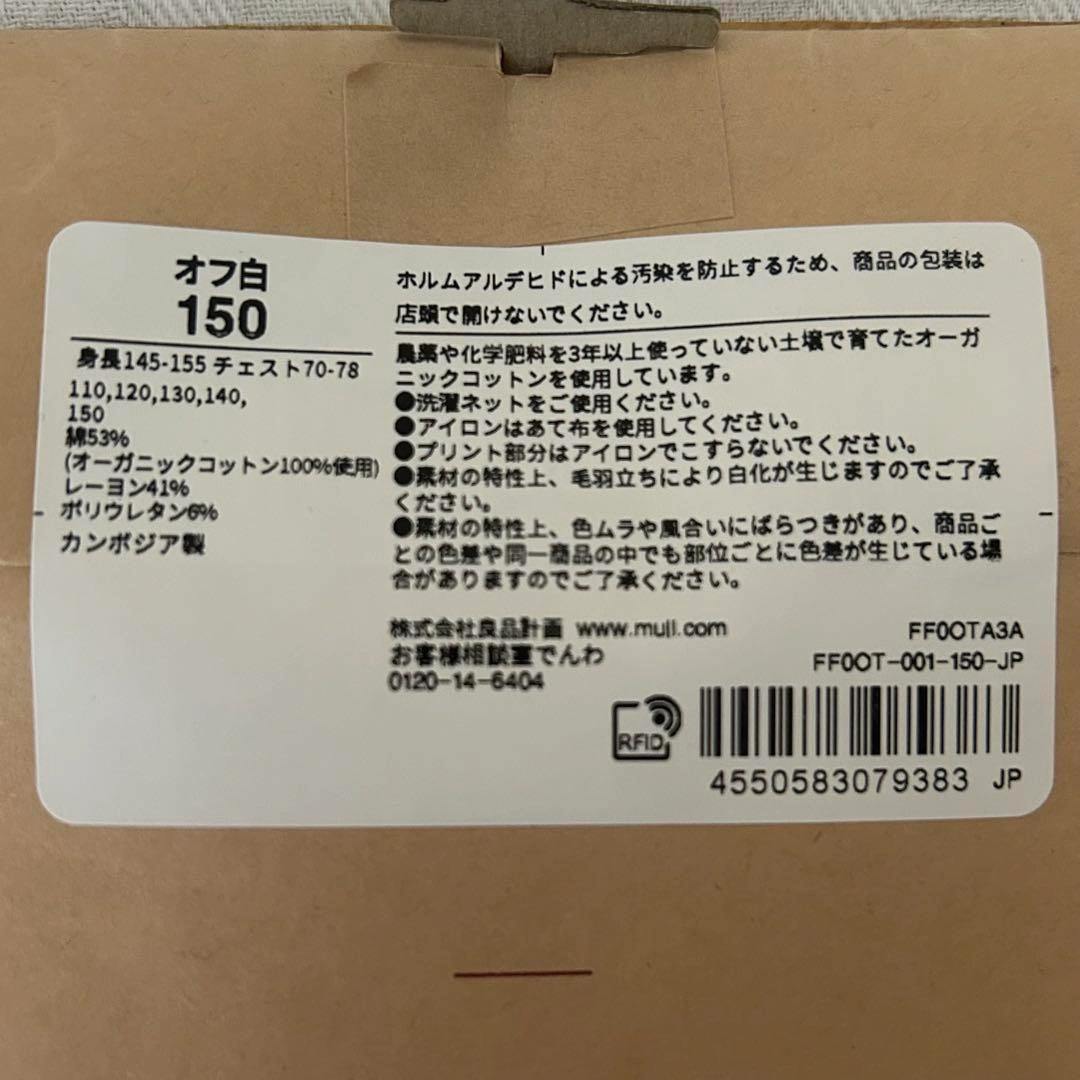 オフ白
150
身長145-155 チェスト70-78
110,120,130,140,
150
綿53%
(オーガニックコットン100%使用)
レーヨン41%
ポリウレタン6%
カンボジア製
ホルムアルデヒドによる汚染を防止するため、商品の包装は
店頭で開けないでください。
農薬や化学肥料を3年以上使っていない土壌で育てたオーガ
ニックコットンを使用しています。
●洗濯ネットをご使用ください。
●アイロンはあて布を使用してください。
●プリント部分はアイロンでこすらないでください。
●素材の特性上、毛羽立ちにより白化が生じますのでご了承
ください。
●素材の特性上、色ムラや風合いにばらつきがあり、商品ご
との色差や同一商品の中でも部位ごとに色差が生じている場
合がありますのでご了承ください。
株式会社良品計画 www.muji.com
お客様相談室でんわ
0120-14-6404
FF0OTA3A
FF0OT-001-150-JP
RFID
4550583079383 JP